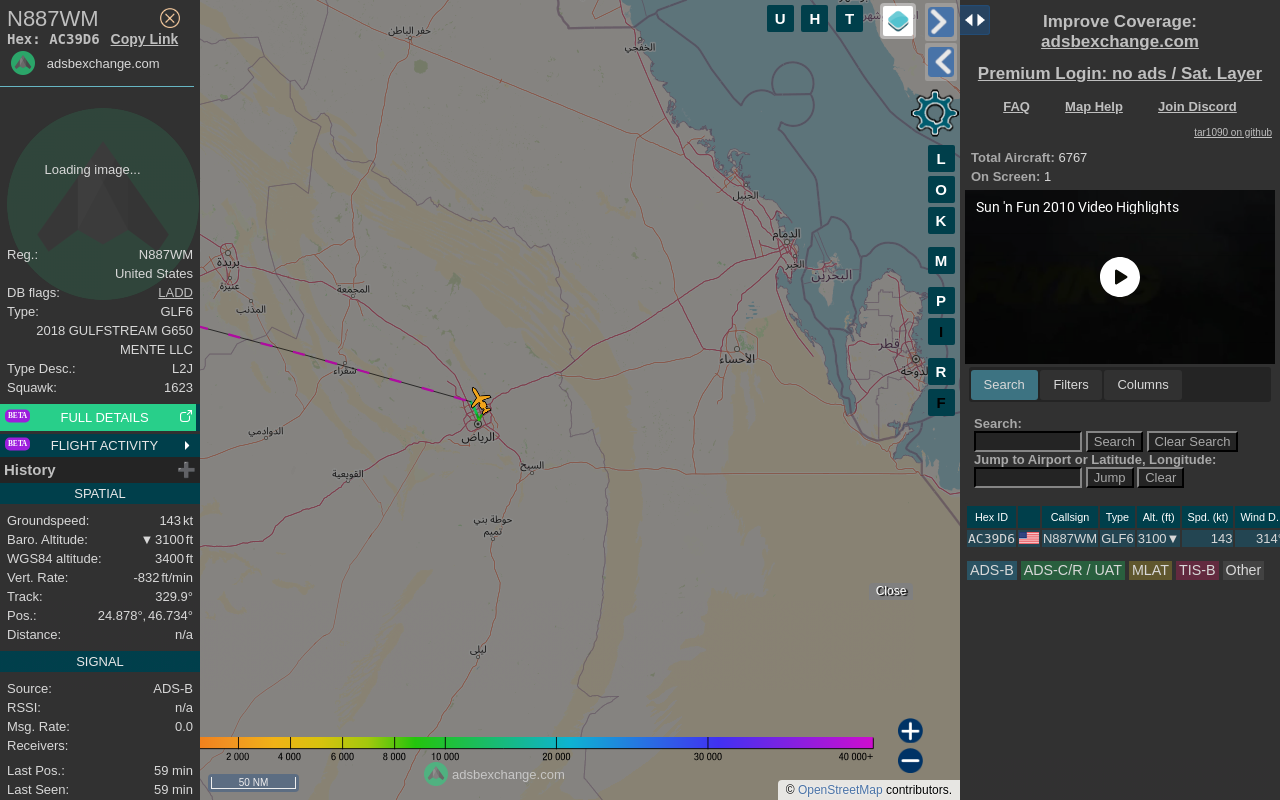 N887WM
Hex: AC39D6 Copy Link
adsbexchange.com
Loading image...
Reg.: N887WM
United States
DB flags: LADD
Type: GLF6
2018 GULFSTREAM G650
MENTE LLC
Type Desc.: L2J
Squawk: 1623
BETA FULL DETAILS
BETA FLIGHT ACTIVITY
History
SPATIAL
Groundspeed: 143 kt
Baro. Altitude: ▼ 3100 ft
WGS84 altitude: 3400 ft
Vert. Rate: -832 ft/min
Track: 329.9°
Pos.: 24.878°, 46.734°
Distance: n/a
SIGNAL
Source: ADS-B
RSSI: n/a
Msg. Rate: 0.0
Receivers:
Last Pos.: 59 min
Last Seen: 59 min
U H T
L
O
K
M
P
I
R
F
حفر الباطن
الخفجي
الجبيل
الدمام
الخبر
البحرين
بريدة
عنيزة
المذنب
المجمعة
شقراء
قطر
الدوحة
الأحساء
الرياض
الدوادمي
السيح
القويعية
حوطة بني
تميم
ليلى
Close
2 000 4 000 6 000 8 000 10 000 20 000 30 000 40 000+
adsbexchange.com
50 NM
© OpenStreetMap contributors.
Improve Coverage:
adsbexchange.com
Premium Login: no ads / Sat. Layer
FAQ Map Help Join Discord
tar1090 on github
Total Aircraft: 6767
On Screen: 1
Sun 'n Fun 2010 Video Highlights
Search Filters Columns
Search:
Search Clear Search
Jump to Airport or Latitude, Longitude:
Jump Clear
Hex ID Callsign Type Alt. (ft) Spd. (kt) Wind D.
AC39D6 N887WM GLF6 3100▼ 143 314°
ADS-B ADS-C/R / UAT MLAT TIS-B Other